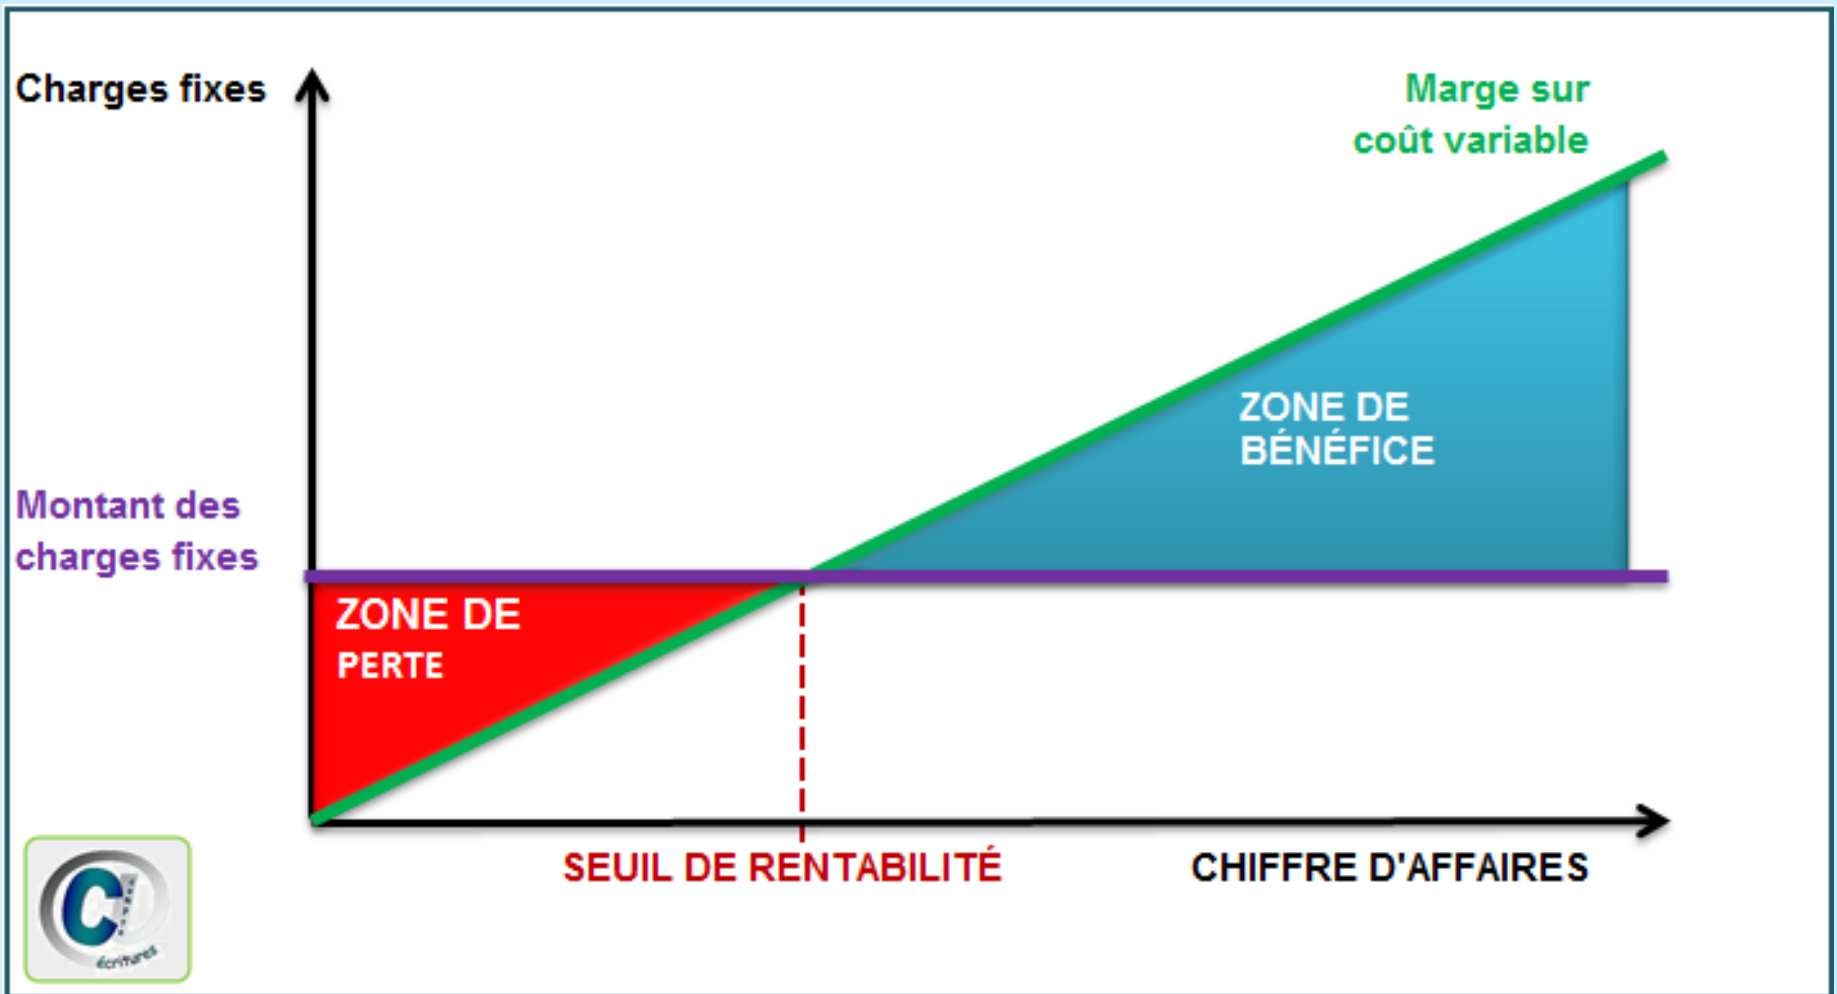 Charges fixes
Marge sur
coût variable
ZONE DE
BÉNÉFICE
Montant des
charges fixes
ZONE DE
PERTE
SEUIL DE RENTABILITÉ
CHIFFRE D'AFFAIRES
écritures